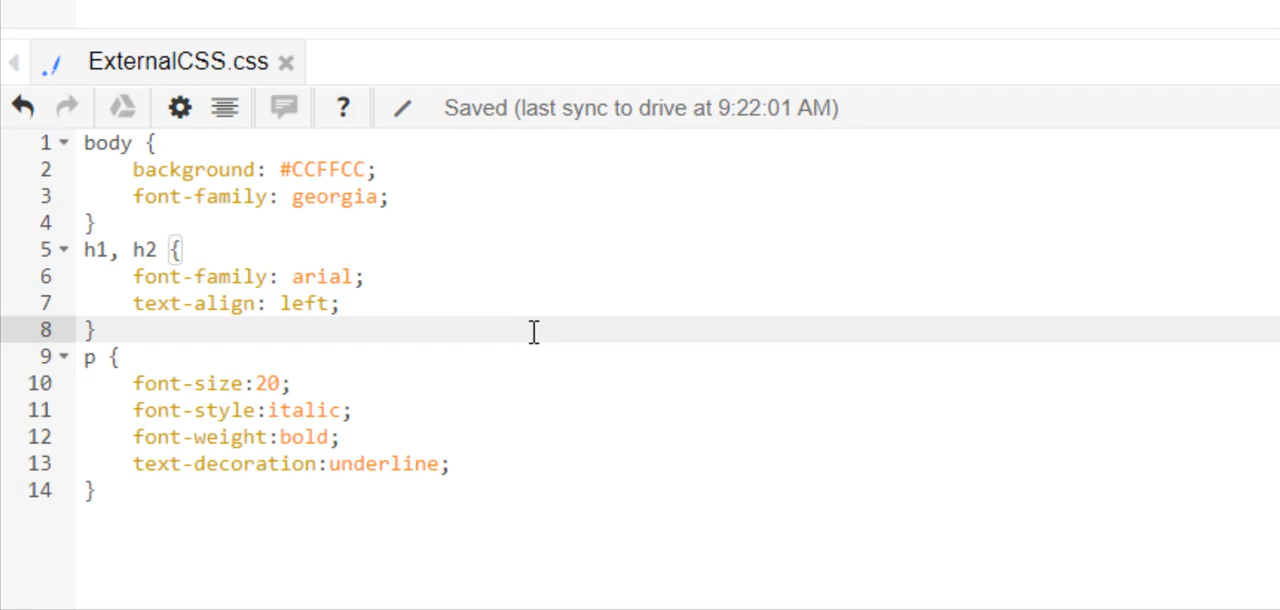 ExternalCSS.css
? Saved (last sync to drive at 9:22:01 AM)
1 body {
2 background: #CCFFCC;
3 font-family: georgia;
4 }
5 h1, h2 {
6 font-family: arial;
7 text-align: left;
8 }
9 p {
10 font-size:20;
11 font-style:italic;
12 font-weight:bold;
13 text-decoration:underline;
14 }